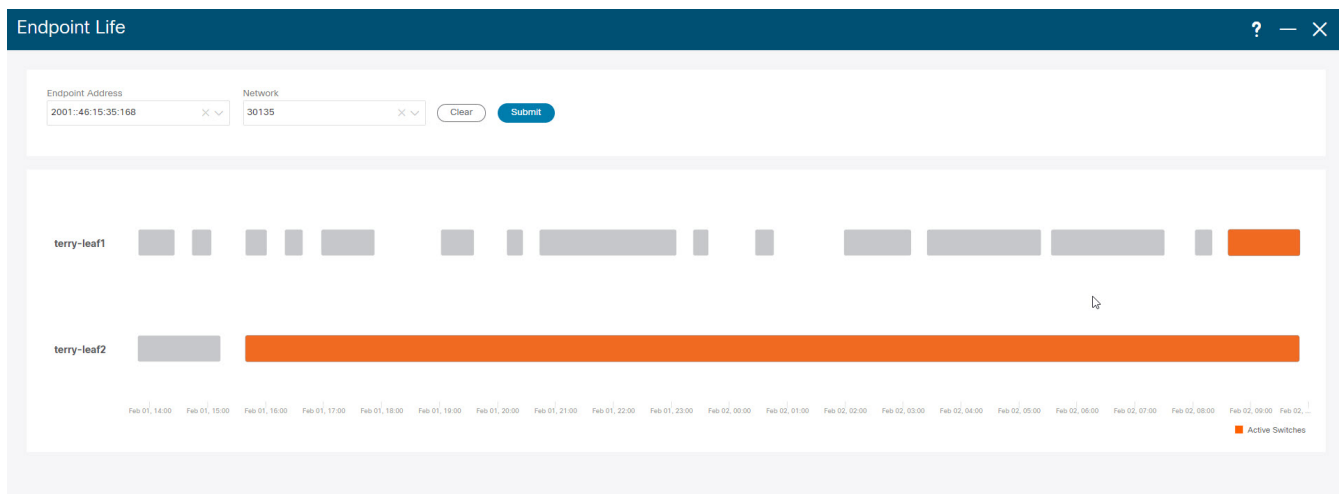 Endpoint Life
? — ×
Endpoint Address Network
2001::46:15:35:168 30135 Clear Submit
terry-leaf1
terry-leaf2
Feb 01, 14:00 Feb 01, 15:00 Feb 01, 16:00 Feb 01, 17:00 Feb 01, 18:00 Feb 01, 19:00 Feb 01, 20:00 Feb 01, 21:00 Feb 01, 22:00 Feb 01, 23:00 Feb 02, 00:00 Feb 02, 01:00 Feb 02, 02:00 Feb 02, 03:00 Feb 02, 04:00 Feb 02, 05:00 Feb 02, 06:00 Feb 02, 07:00 Feb 02, 08:00 Feb 02, 09:00 Feb 02, ...
Active Switches